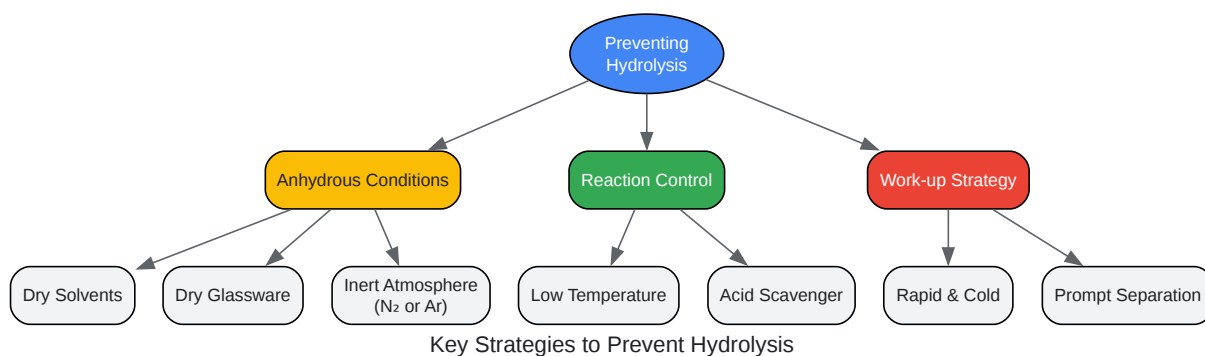 Preventing
Hydrolysis
Anhydrous Conditions
Reaction Control
Work-up Strategy
Dry Solvents
Dry Glassware
Inert Atmosphere
(N₂ or Ar)
Low Temperature
Acid Scavenger
Rapid & Cold
Prompt Separation
Key Strategies to Prevent Hydrolysis